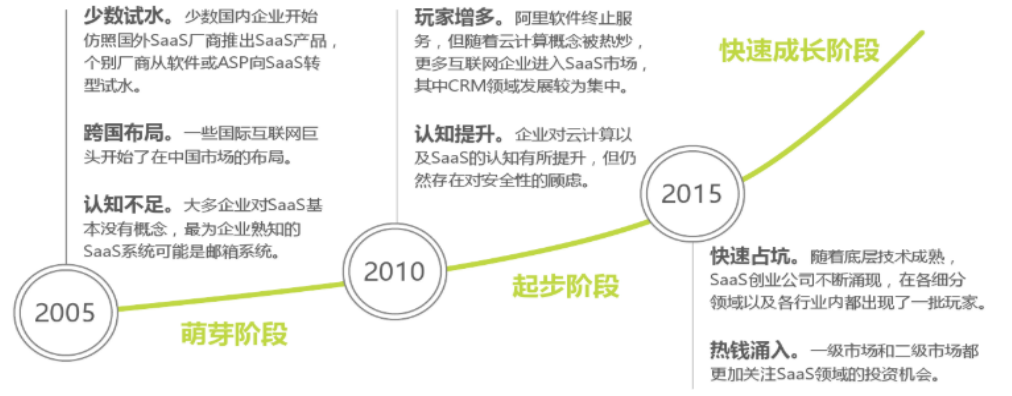 少数试水。少数国内企业开始
仿照国外SaaS厂商推出SaaS产品，
个别厂商从软件或ASP向SaaS转
型试水。
跨国布局。一些国际互联网巨
头开始了在中国市场的布局。
认知不足。大多企业对SaaS基
本没有概念，最为企业熟知的
SaaS系统可能是邮箱系统。
2005
萌芽阶段
玩家增多。阿里软件终止服
务，但随着云计算概念被热炒，
更多互联网企业进入SaaS市场，
其中CRM领域发展较为集中。
认知提升。企业对云计算以
及SaaS的认知有所提升，但仍
然存在对安全性的顾虑。
2010
起步阶段
快速成长阶段
2015
快速占坑。随着底层技术成熟，
SaaS创业公司不断涌现，在各细分
领域以及各行业内都出现了一批玩家。
热钱涌入。一级市场和二级市场都
更加关注SaaS领域的投资机会。